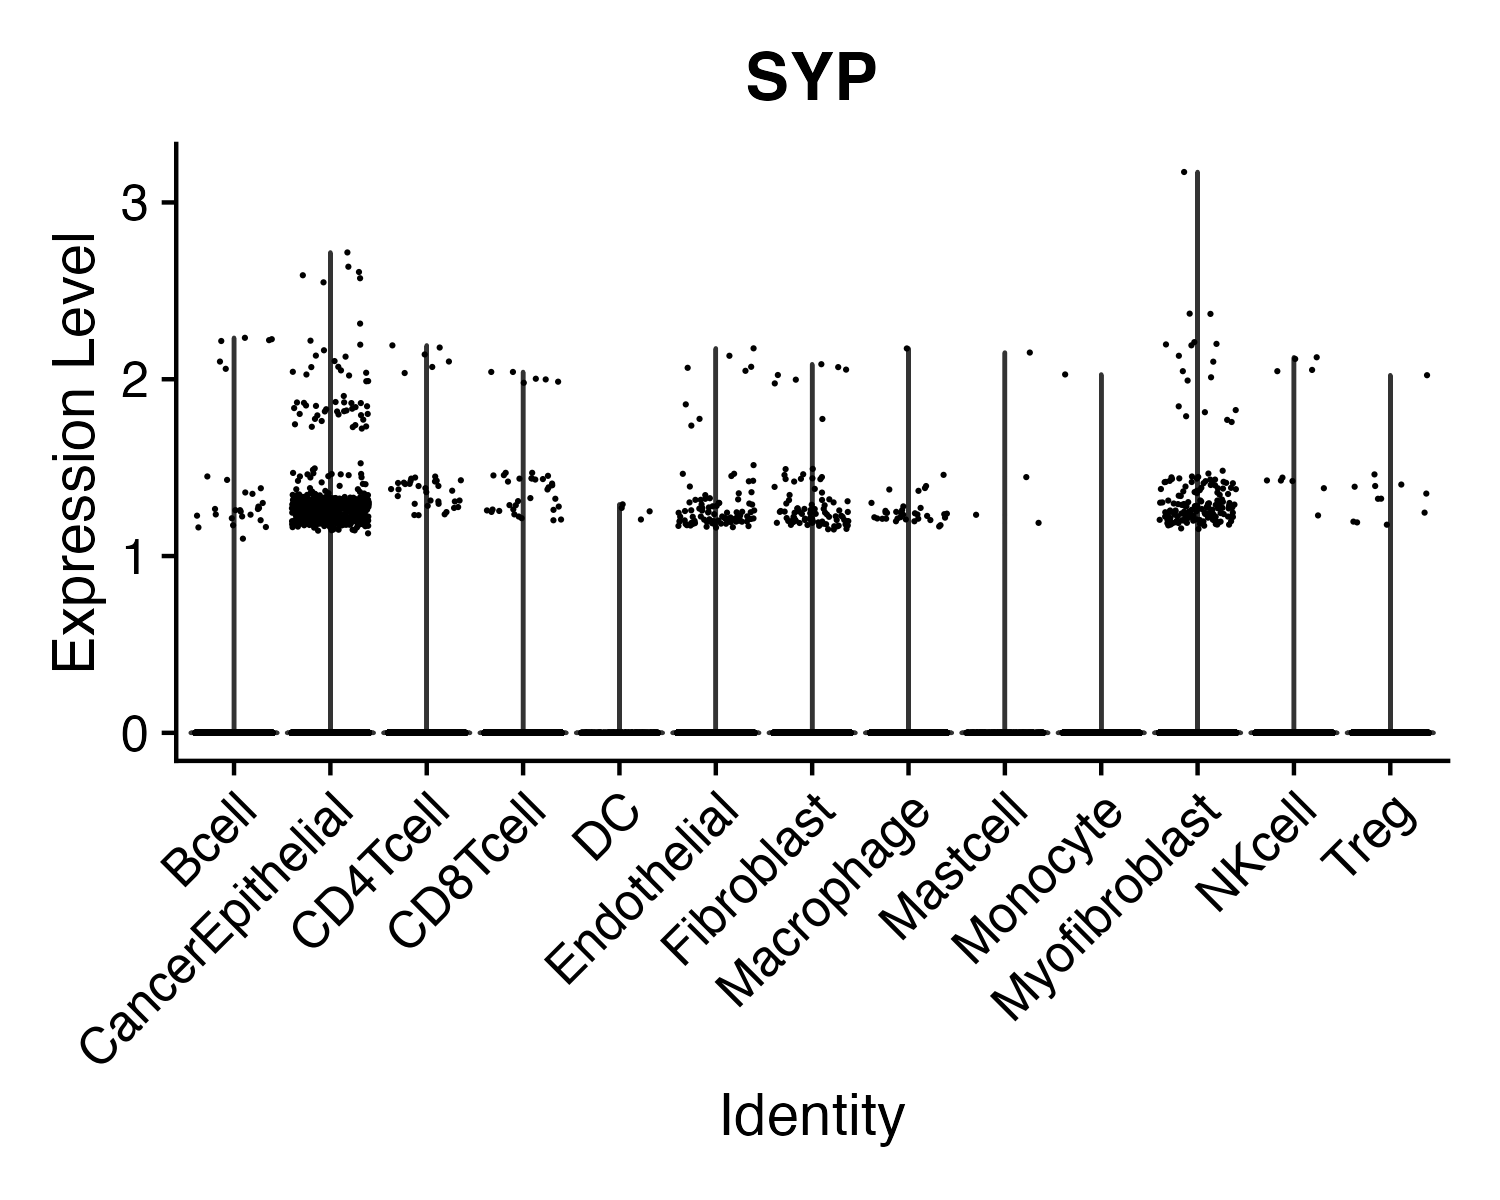 SYP
Expression Level
3
2
1
0
Bcell
CancerEpithelial
CD4Tcell
CD8Tcell
DC
Endothelial
Fibroblast
Macrophage
Mastcell
Monocyte
Myofibroblast
NKcell
Treg
Identity